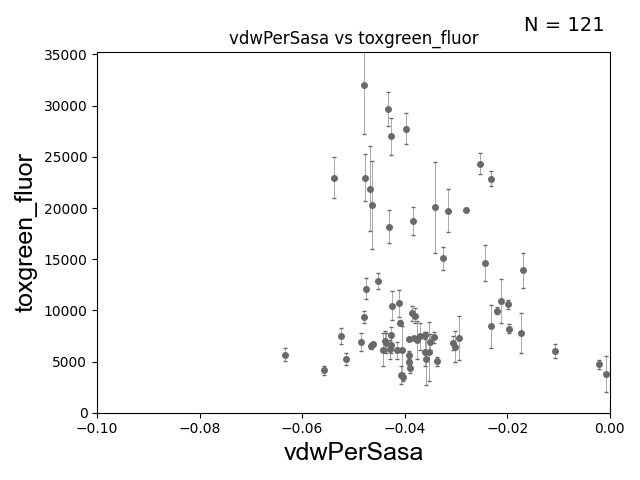 N = 121
vdwPerSasa vs toxgreen_fluor
35000
30000
25000
20000
15000
10000
5000
0
toxgreen_fluor
−0.10 −0.08 −0.06 −0.04 −0.02 0.00
vdwPerSasa